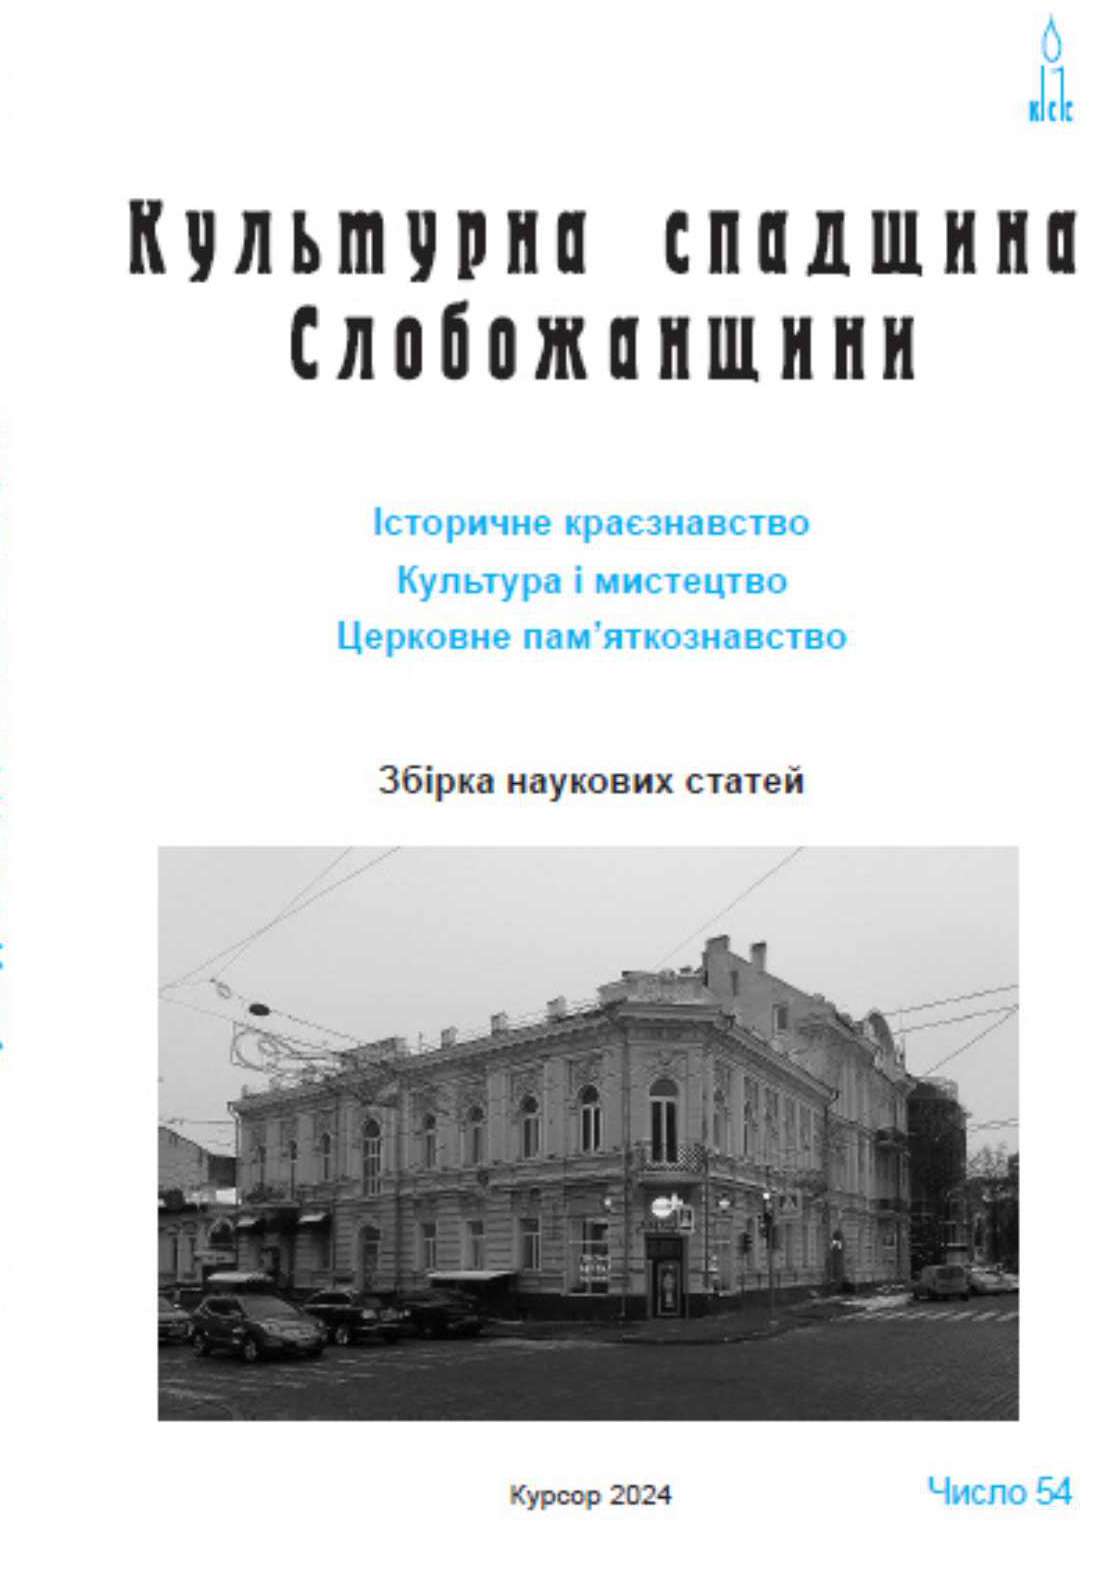 КСС
Культурна спадщина
Слобожанщини
Історичне краєзнавство
Культура і мистецтво
Церковне пам’яткознавство
Збірка наукових статей
Курсор 2024
Число 54